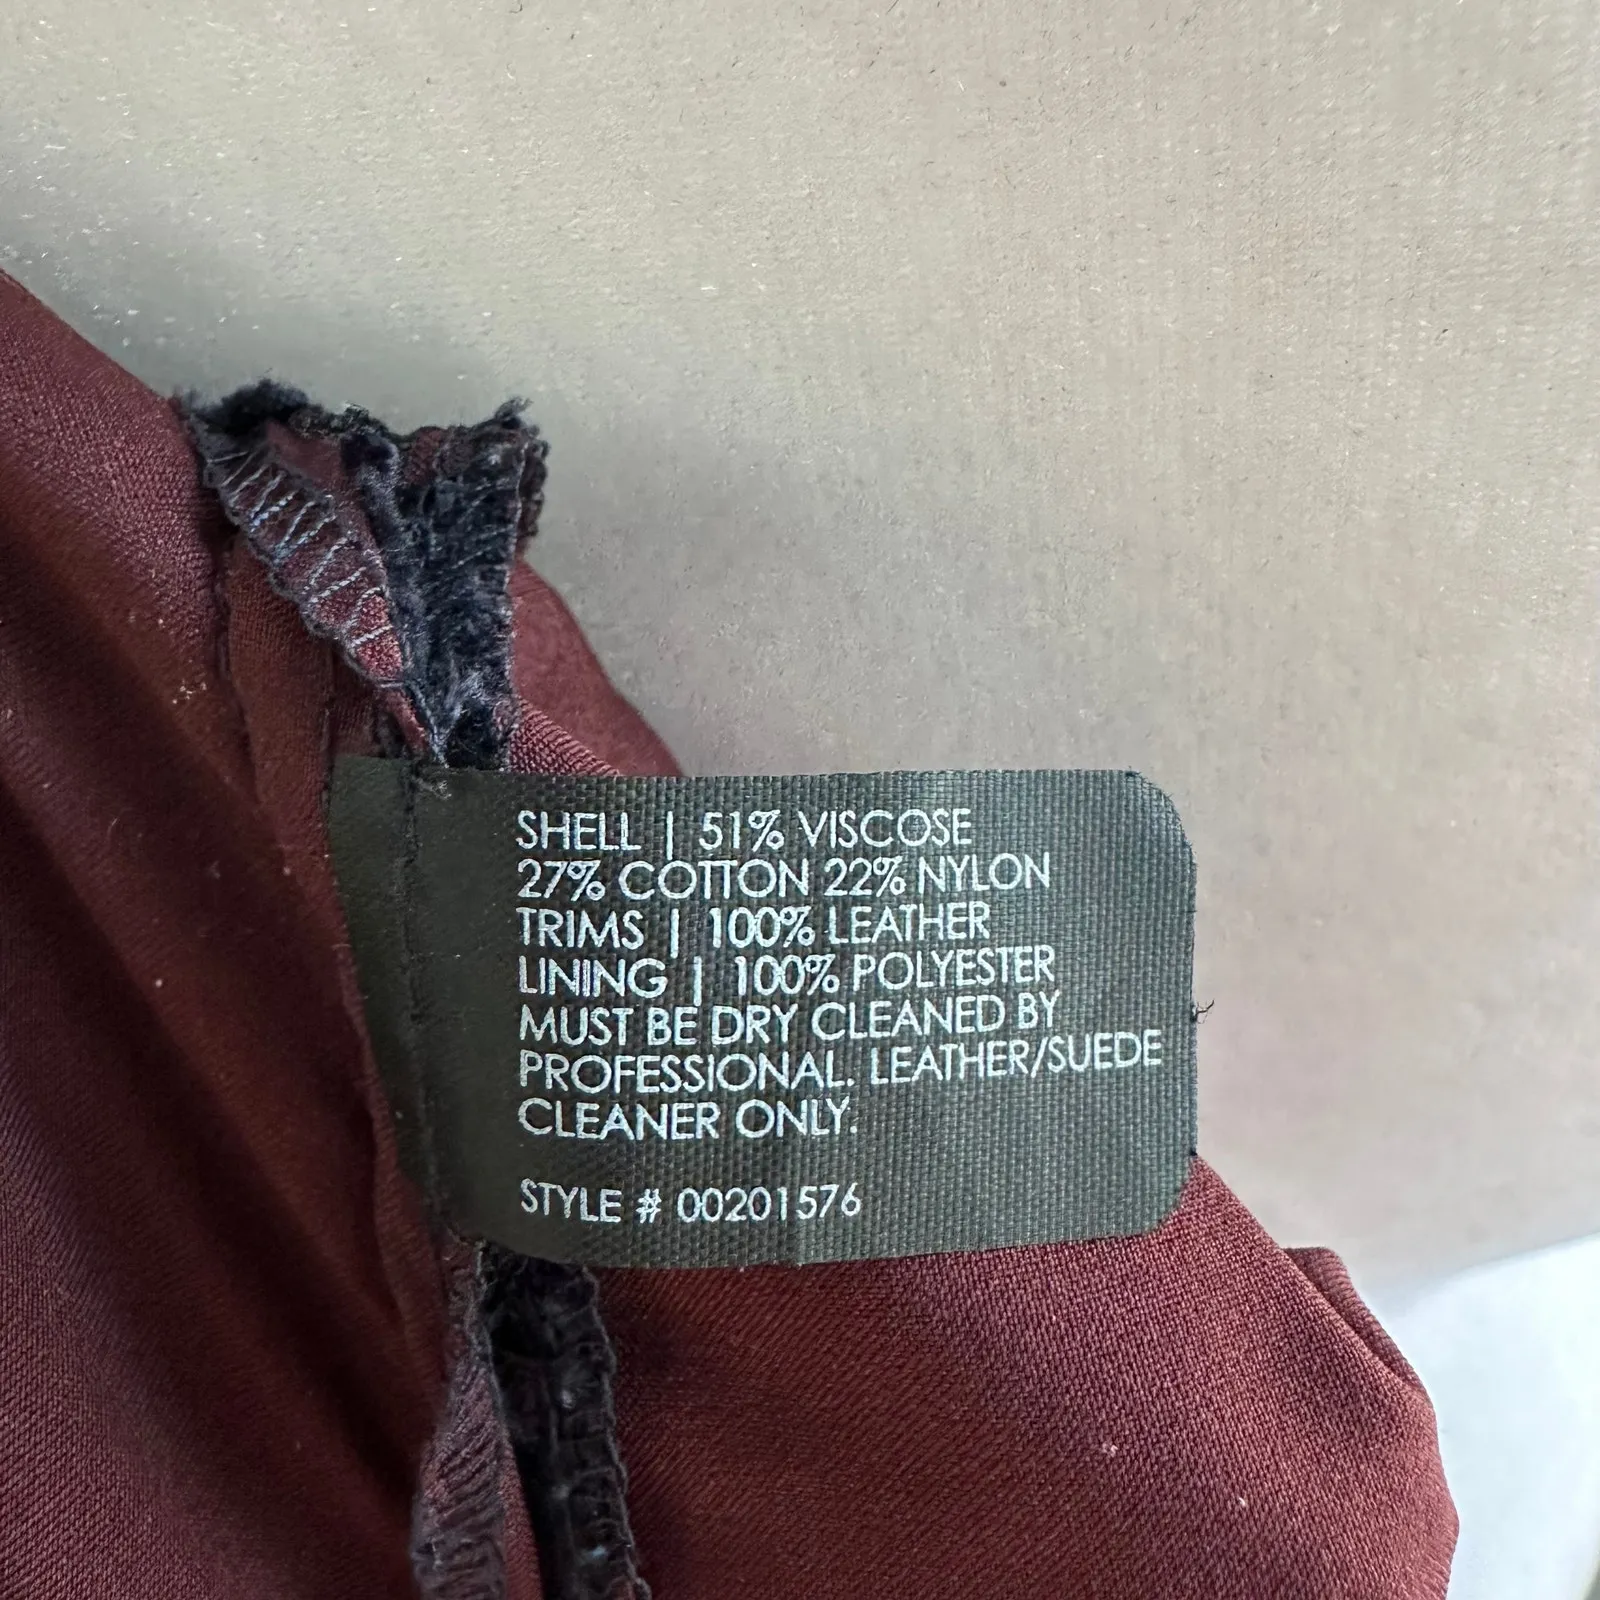 SHELL | 51% VISCOSE
27% COTTON 22% NYLON
TRIMS | 100% LEATHER
LINING | 100% POLYESTER
MUST BE DRY CLEANED BY
PROFESSIONAL. LEATHER/SUEDE
CLEANER ONLY.
STYLE # 00201576